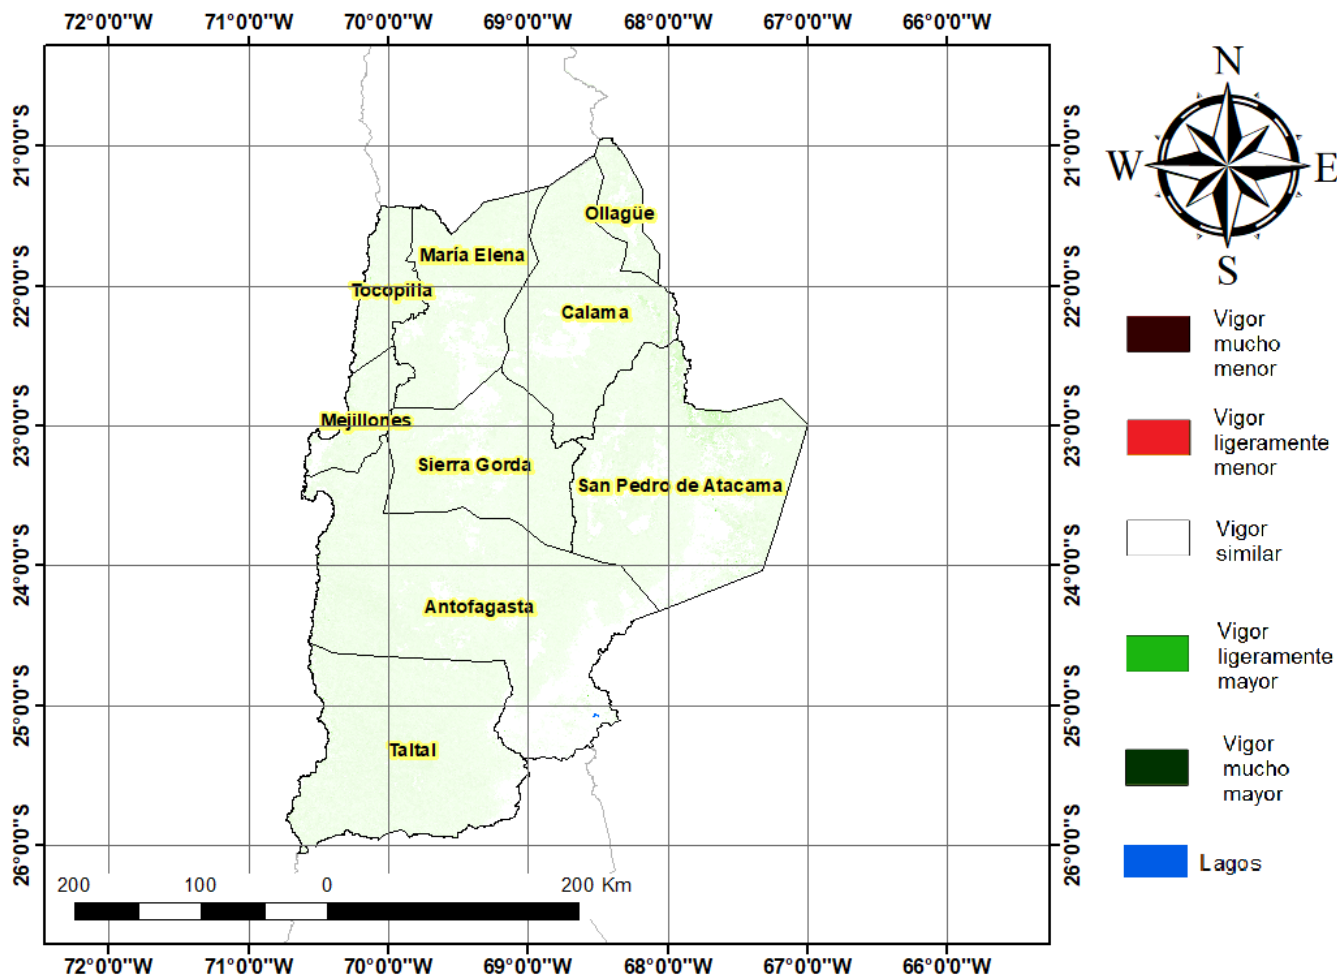 72°0'0"W 71°0'0"W 70°0'0"W 69°0'0"W 68°0'0"W 67°0'0"W 66°0'0"W
N
W E
S
21°0'0"S 21°0'0"S
22°0'0"S 22°0'0"S
23°0'0"S 23°0'0"S
24°0'0"S 24°0'0"S
25°0'0"S 25°0'0"S
26°0'0"S 26°0'0"S
Ollagüe
María Elena
Tocopilla
Calama
Mejillones
Sierra Gorda
San Pedro de Atacama
Antofagasta
Taltal
200 100 0 200 Km
72°0'0"W 71°0'0"W 70°0'0"W 69°0'0"W 68°0'0"W 67°0'0"W 66°0'0"W
Vigor
mucho
menor
Vigor
ligeramente
menor
Vigor
similar
Vigor
ligeramente
mayor
Vigor
mucho
mayor
Lagos